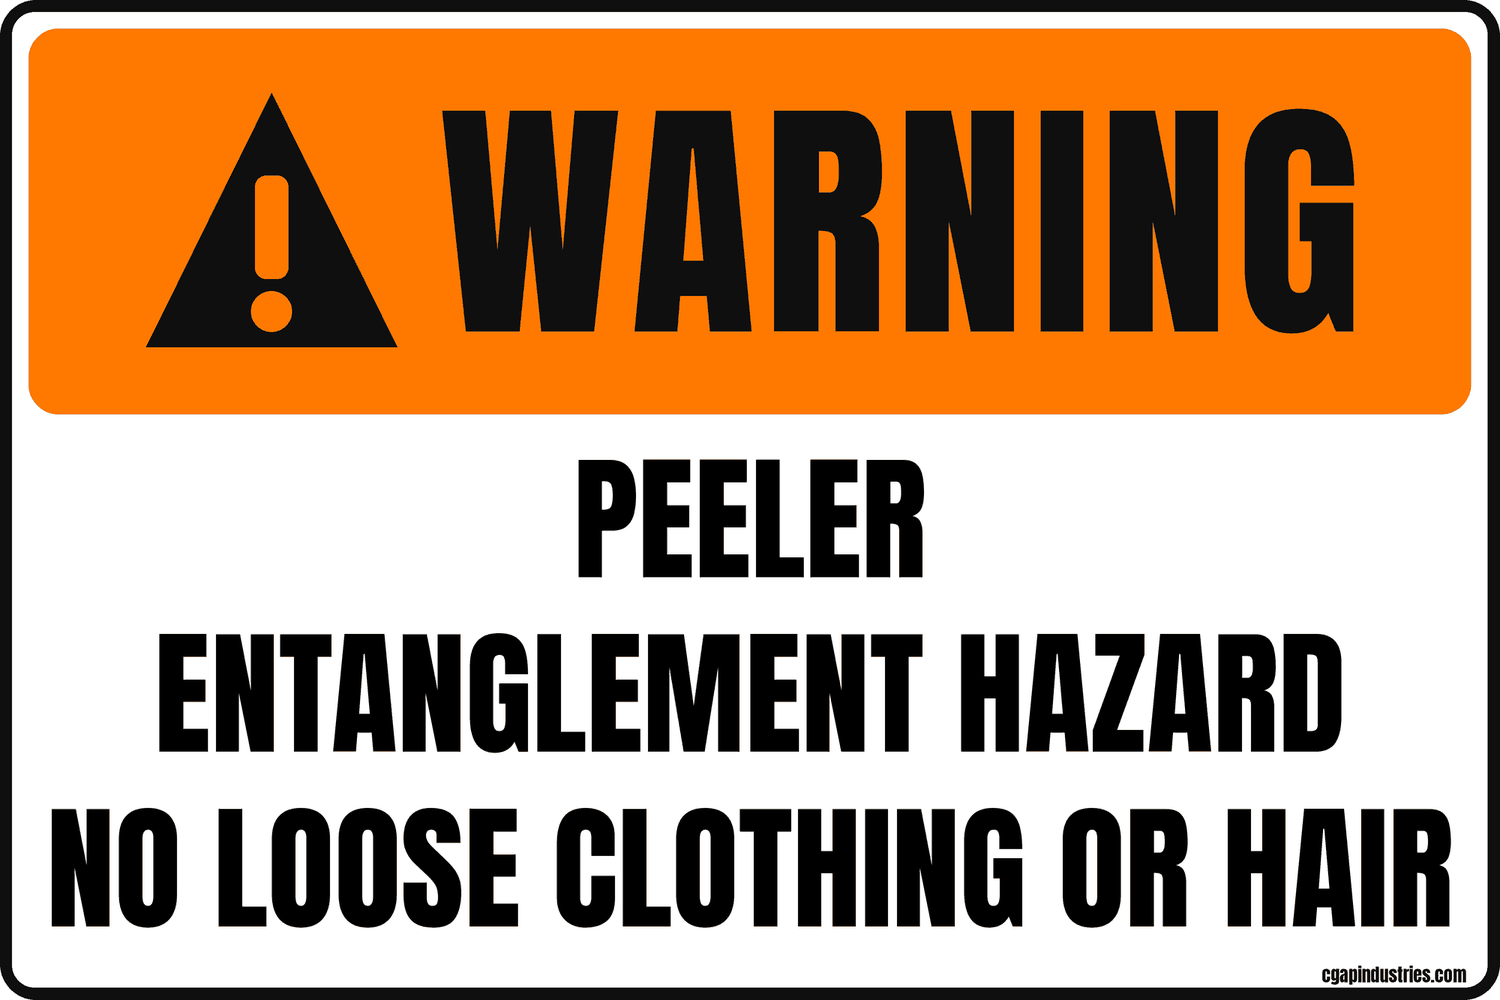 WARNING
PEELER
ENTANGLEMENT HAZARD
NO LOOSE CLOTHING OR HAIR
cgapindustries.com